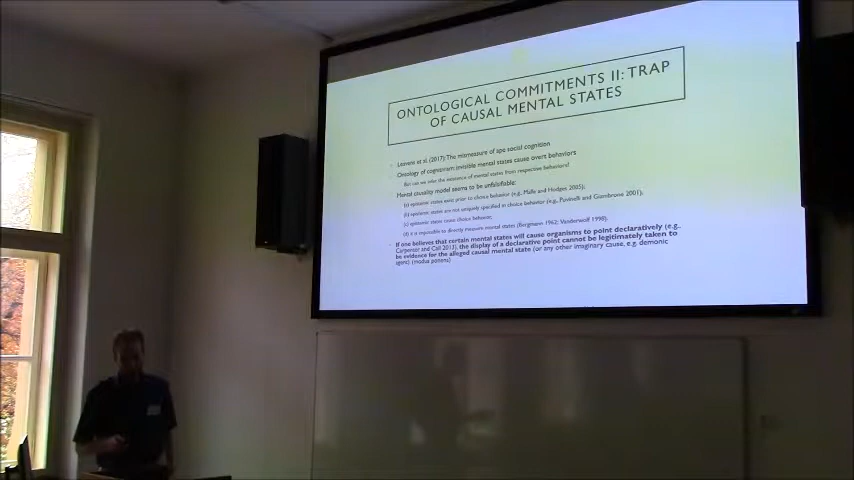 ONTOLOGICAL COMMITMENTS II: TRAP
OF CAUSAL MENTAL STATES
Leavens et al. (2017) The mismeasure of ape social cognition
Ontology of cognitivism: invisible mental states cause overt behaviors
But can we infer the existence of mental states from respective behaviors?
Mental causality model seems to be unfalsifiable:
(a) epistemic states exist prior to choice behavior (e.g., Malle and Hodges 2005);
(b) epistemic states are not uniquely specified in choice behavior (e.g., Povinelli and Giambrone 2001);
(c) epistemic states cause choice behavior;
(d) it is impossible to directly measure mental states (Bergmann 1962; Vanderwolf 1998).
If one believes that certain mental states will cause organisms to point declaratively (e.g.,
Carpenter and Call 2013), the display of a declarative point cannot be legitimately taken to
be evidence for the alleged causal mental state (or any other imaginary cause, e.g. demonic
agent) (modus ponens)